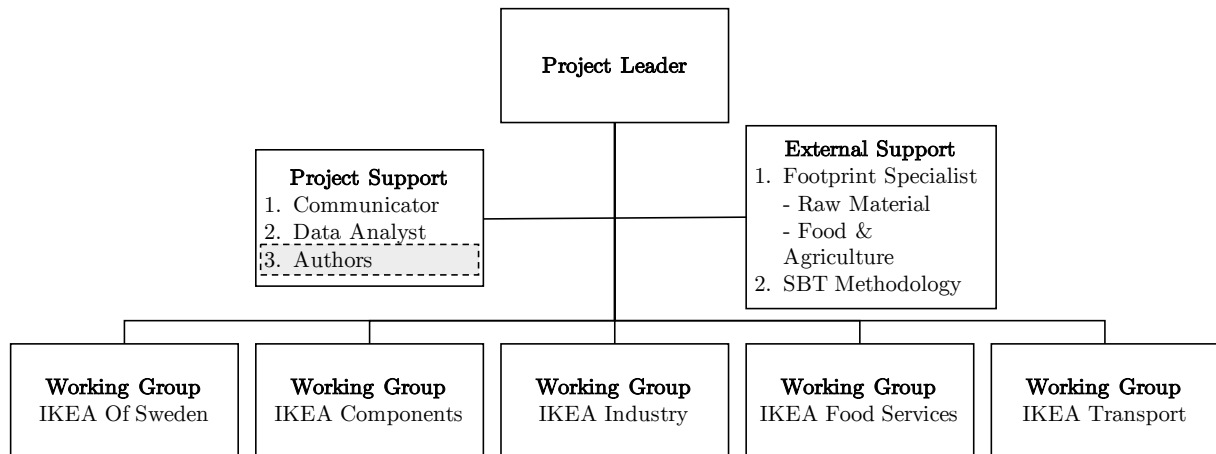 Project Leader
Project Support
1. Communicator
2. Data Analyst
3. Authors
External Support
1. Footprint Specialist
- Raw Material
- Food &
Agriculture
2. SBT Methodology
Working Group
IKEA Of Sweden
Working Group
IKEA Components
Working Group
IKEA Industry
Working Group
IKEA Food Services
Working Group
IKEA Transport